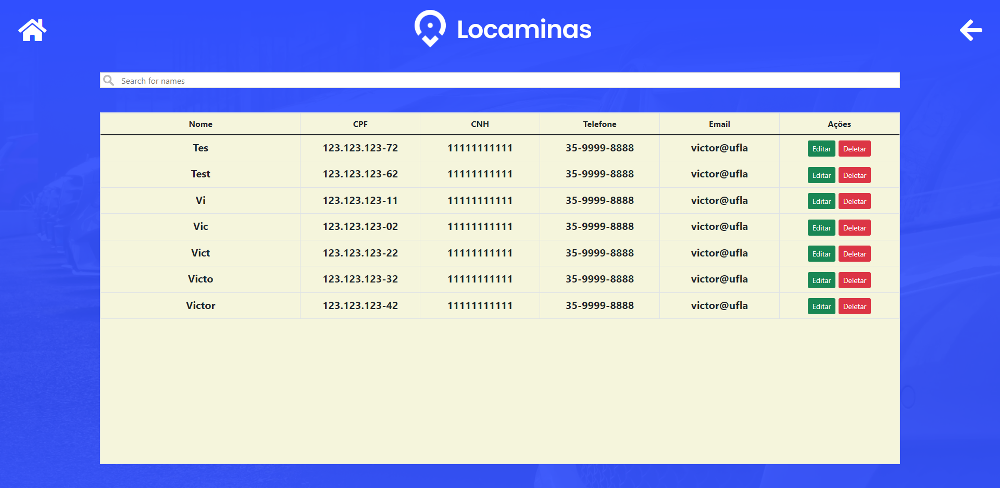 Locaminas
Search for names
Nome CPF CNH Telefone Email Ações
Tes 123.123.123-72 11111111111 35-9999-8888 victor@ufla Editar Deletar
Test 123.123.123-62 11111111111 35-9999-8888 victor@ufla Editar Deletar
Vi 123.123.123-11 11111111111 35-9999-8888 victor@ufla Editar Deletar
Vic 123.123.123-02 11111111111 35-9999-8888 victor@ufla Editar Deletar
Vict 123.123.123-22 11111111111 35-9999-8888 victor@ufla Editar Deletar
Victo 123.123.123-32 11111111111 35-9999-8888 victor@ufla Editar Deletar
Victor 123.123.123-42 11111111111 35-9999-8888 victor@ufla Editar Deletar